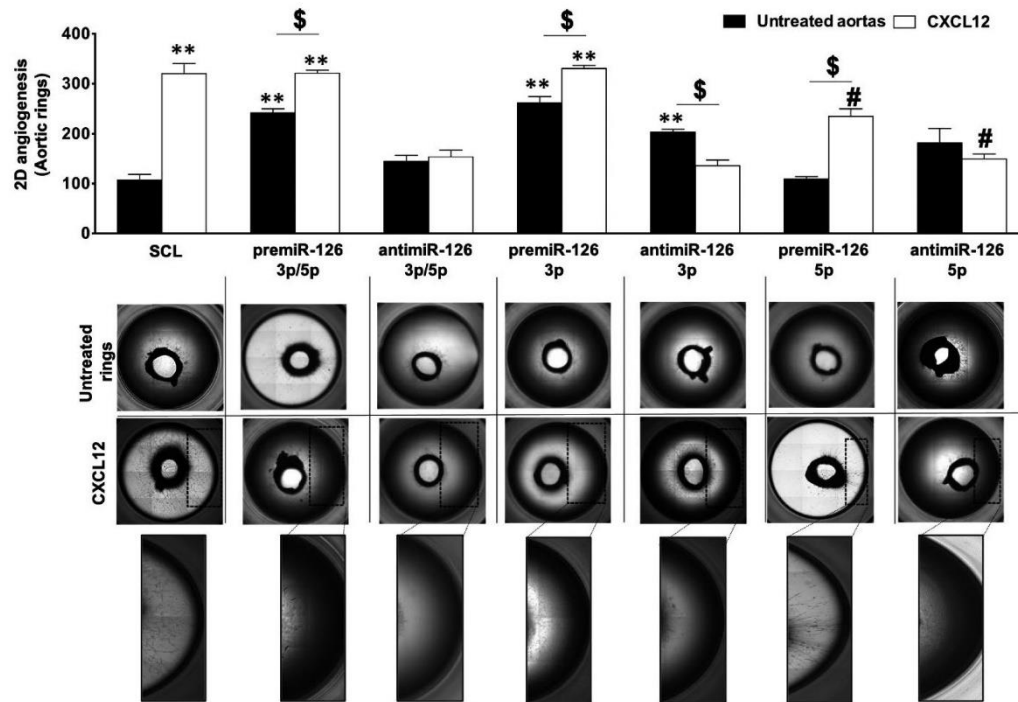 Untreated aortas
CXCL12
2D angiogenesis
(Aortic rings)
400
300
200
100
0
**
$
**
**
$
**
**
$
**
$
#
#
SCL
premiR-126
3p/5p
antimiR-126
3p/5p
premiR-126
3p
antimiR-126
3p
premiR-126
5p
antimiR-126
5p
Untreated
rings
CXCL12